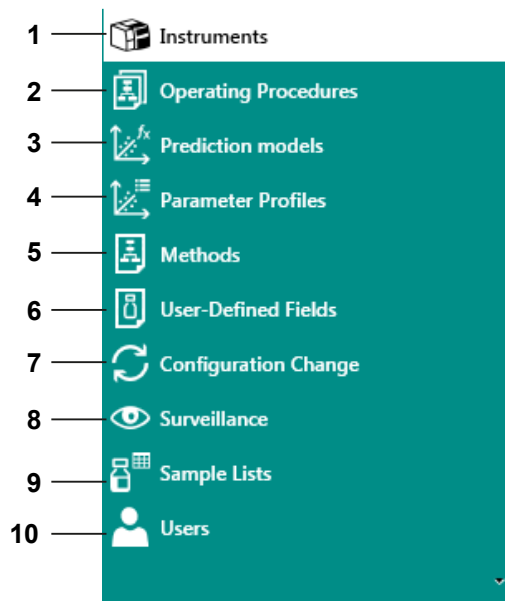 1 Instruments
2 Operating Procedures
3 fx Prediction models
4 Parameter Profiles
5 Methods
6 User-Defined Fields
7 Configuration Change
8 Surveillance
9 Sample Lists
10 Users